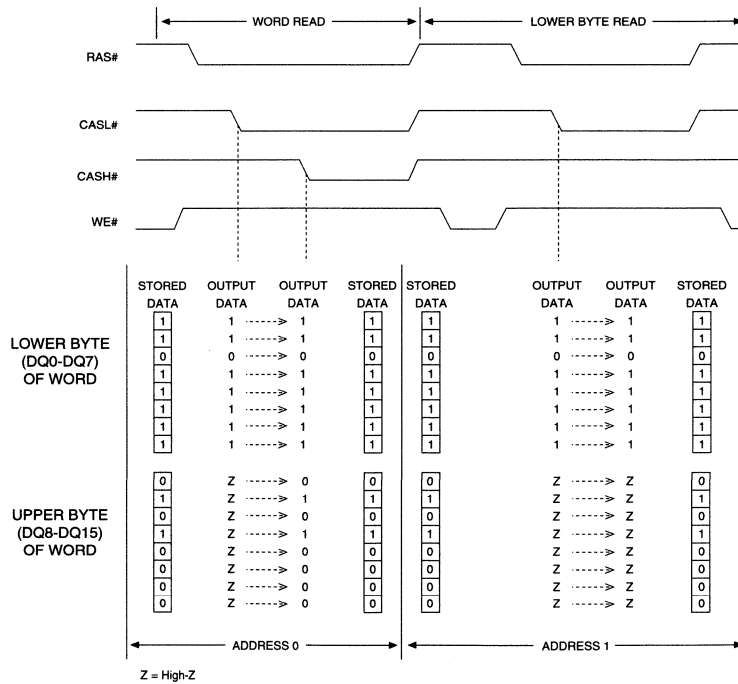 WORD READ LOWER BYTE READ
RAS#
CASL#
CASH#
WE#
STORED OUTPUT OUTPUT STORED STORED OUTPUT OUTPUT STORED
DATA DATA DATA DATA DATA DATA DATA DATA
1 1 1 1 1 1 1 1
1 1 1 1 1 1 1 1
0 0 0 0 0 0 0 0
1 1 1 1 1 1 1 1
1 1 1 1 1 1 1 1
1 1 1 1 1 1 1 1
1 1 1 1 1 1 1 1
1 1 1 1 1 1 1 1
LOWER BYTE
(DQ0-DQ7)
OF WORD
0 Z 0 0 0 Z Z 0
1 Z 1 1 1 Z Z 1
0 Z 0 0 0 Z Z 0
1 Z 1 1 1 Z Z 1
0 Z 0 0 0 Z Z 0
0 Z 0 0 0 Z Z 0
0 Z 0 0 0 Z Z 0
0 Z 0 0 0 Z Z 0
UPPER BYTE
(DQ8-DQ15)
OF WORD
ADDRESS 0 ADDRESS 1
Z = High-Z